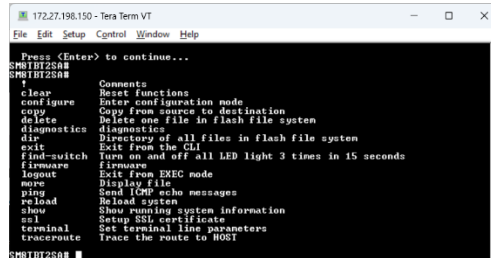 172.27.198.150 - Tera Term VT
File Edit Setup Control Window Help
Press <Enter> to continue...
SM8TBT2SA#
SM8TBT2SA#
! Comments
clear Reset functions
configure Enter configuration mode
copy Copy from source to destination
delete Delete one file in flash file system
diagnostics diagnostics
dir Directory of all files in flash file system
exit Exit from the CLI
find-switch Turn on and off all LED light 3 times in 15 seconds
firmware firmware
logout Exit from EXEC mode
more Display file
ping Send ICMP echo messages
reload Reload system
show Show running system information
ssl Setup SSL certificate
terminal Set terminal line parameters
traceroute Trace the route to HOST
SM8TBT2SA#